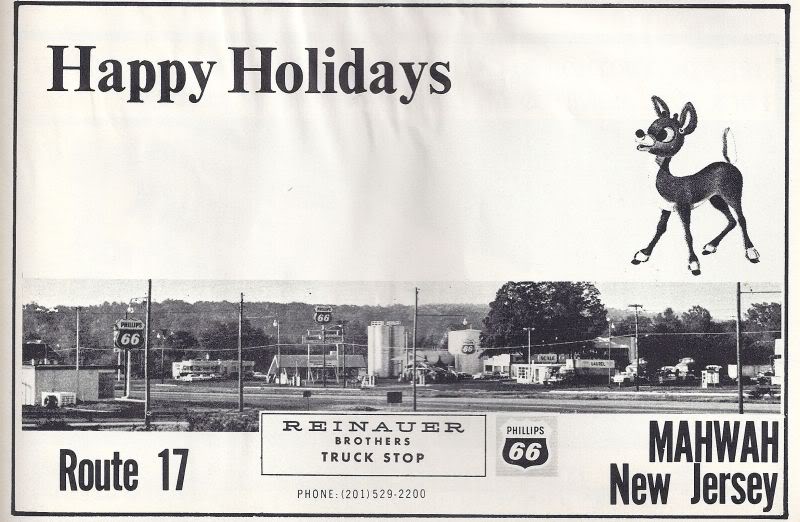 Happy Holidays
PHILLIPS
66
PHILLIPS
66
66
Route 17
REINAUER
BROTHERS
TRUCK STOP
PHONE: (201) 529-2200
PHILLIPS
66
MAHWAH
New Jersey